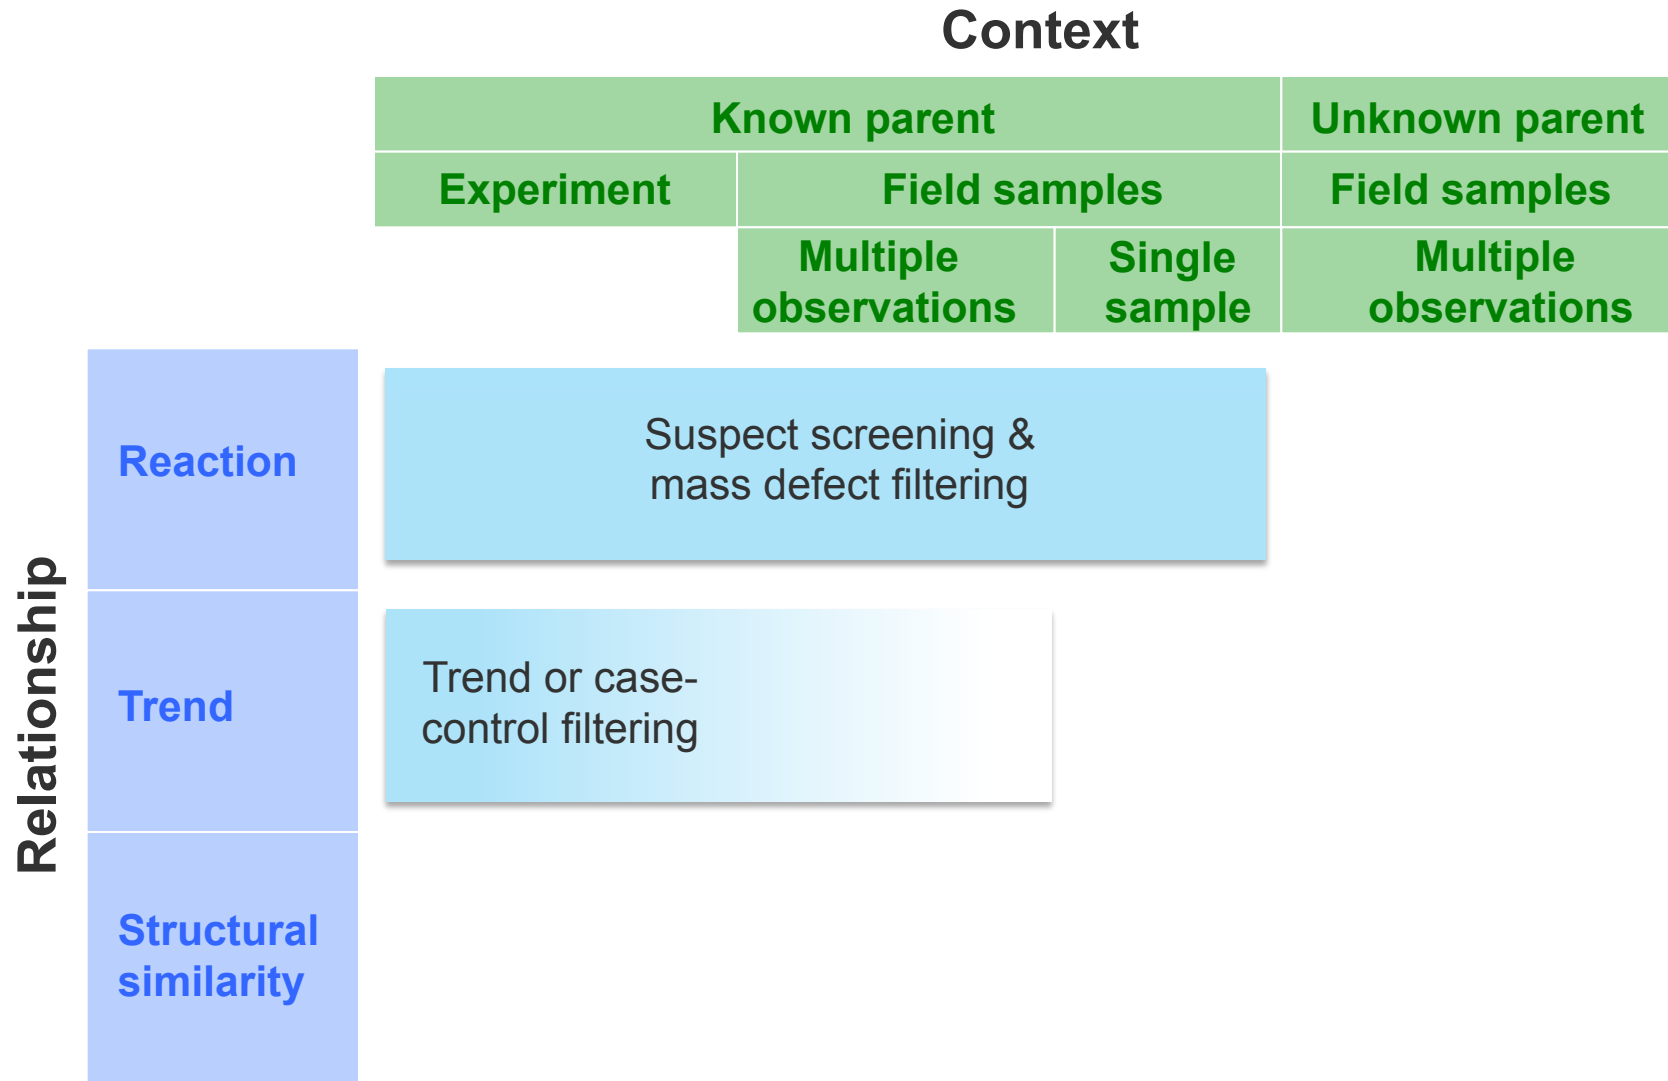 Context
Known parent
Unknown parent
Experiment
Field samples
Field samples
Multiple
observations
Single
sample
Multiple
observations
Relationship
Reaction
Suspect screening &
mass defect filtering
Trend
Trend or case-
control filtering
Structural
similarity